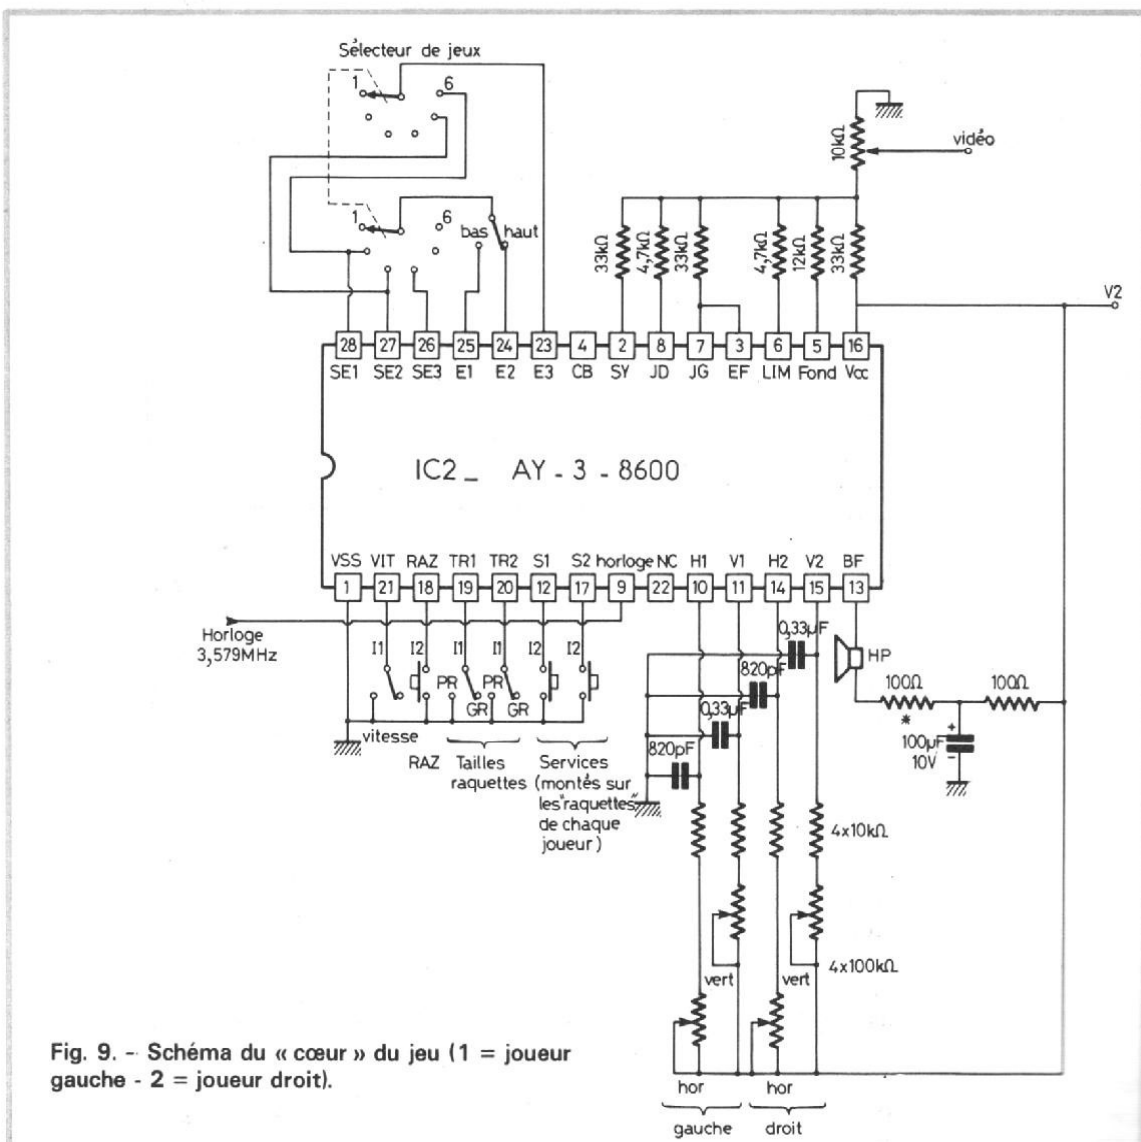 Sélecteur de jeux
1
6
1
6
bas
haut
10kΩ
vidéo
33kΩ
4,7kΩ
33kΩ
4,7kΩ
12kΩ
33kΩ
V2
28 27 26 25 24 23 4 2 8 7 3 6 5 16
SE1 SE2 SE3 E1 E2 E3 CB SY JD JG EF LIM Fond Vcc
IC2_ AY - 3 - 8600
VSS VIT RAZ TR1 TR2 S1 S2 horloge NC H1 V1 H2 V2 BF
1 21 18 19 20 12 17 9 22 10 11 14 15 13
Horloge
3,579MHz
I1
I2
I1
I1
I2
I2
PR
GR
PR
GR
vitesse
RAZ
Tailles
raquettes
Services
(montés sur
les "raquettes"
de chaque
joueur)
0,33µF
820pF
0,33µF
820pF
HP
100Ω
*
100Ω
+
100µF
10V
-
4x10kΩ
vert
vert
4x100kΩ
hor
hor
gauche
droit
Fig. 9. - Schéma du « cœur » du jeu (1 = joueur
gauche - 2 = joueur droit).